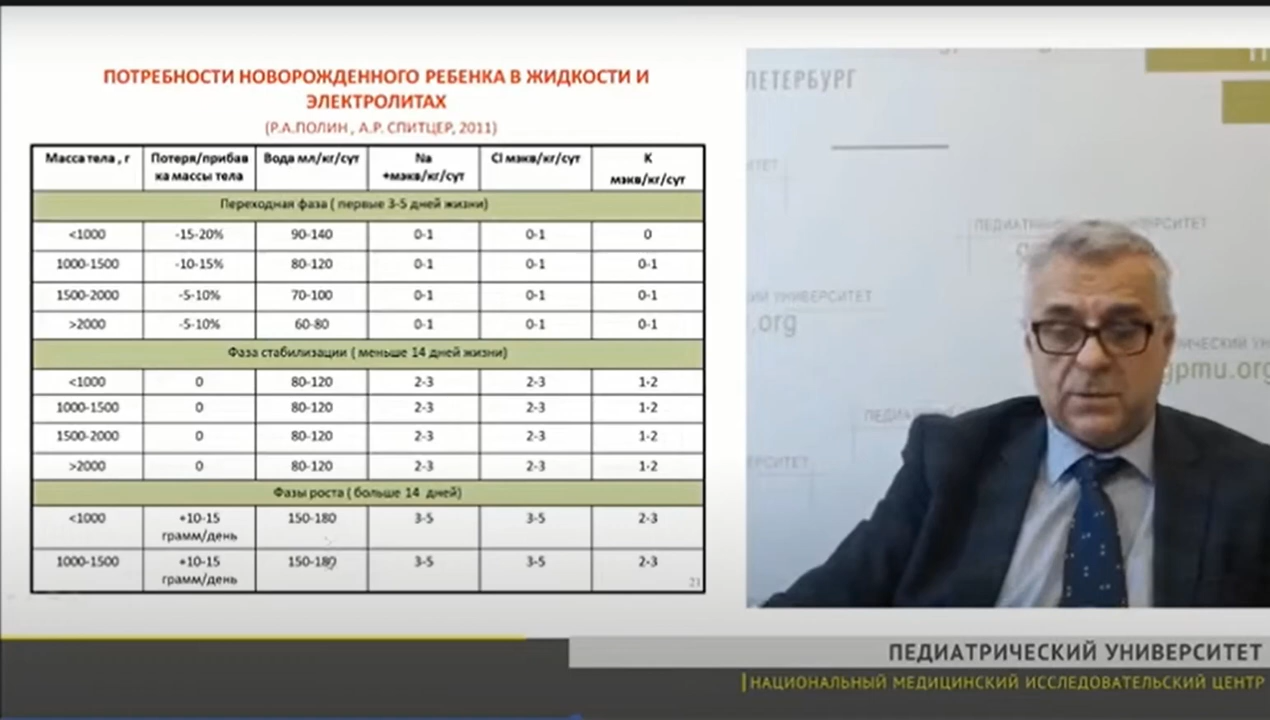 ПОТРЕБНОСТИ НОВОРОЖДЕННОГО РЕБЕНКА В ЖИДКОСТИ И
ЭЛЕКТРОЛИТАХ
(Р.А.ПОЛИН , А.Р. СПИТЦЕР, 2011)
Масса тела , г Потеря/прибав Вода мл/кг/сут Na Cl мэкв/кг/сут K
ка массы тела +мэкв/кг/сут мэкв/кг/сут
Переходная фаза ( первые 3-5 дней жизни)
<1000 -15-20% 90-140 0-1 0-1 0
1000-1500 -10-15% 80-120 0-1 0-1 0-1
1500-2000 -5-10% 70-100 0-1 0-1 0-1
>2000 -5-10% 60-80 0-1 0-1 0-1
Фаза стабилизации ( меньше 14 дней жизни)
<1000 0 80-120 2-3 2-3 1-2
1000-1500 0 80-120 2-3 2-3 1-2
1500-2000 0 80-120 2-3 2-3 1-2
>2000 0 80-120 2-3 2-3 1-2
Фазы роста ( больше 14 дней)
<1000 +10-15 150-180 3-5 3-5 2-3
грамм/день
1000-1500 +10-15 150-180 3-5 3-5 2-3
грамм/день
21
ПЕТЕРБУРГ
УНИВЕРСИТЕТ
.org
gpmu.org
ПЕДИАТРИЧЕСКИЙ УНИВЕРСИТЕТ
НАЦИОНАЛЬНЫЙ МЕДИЦИНСКИЙ ИССЛЕДОВАТЕЛЬСКИЙ ЦЕНТР